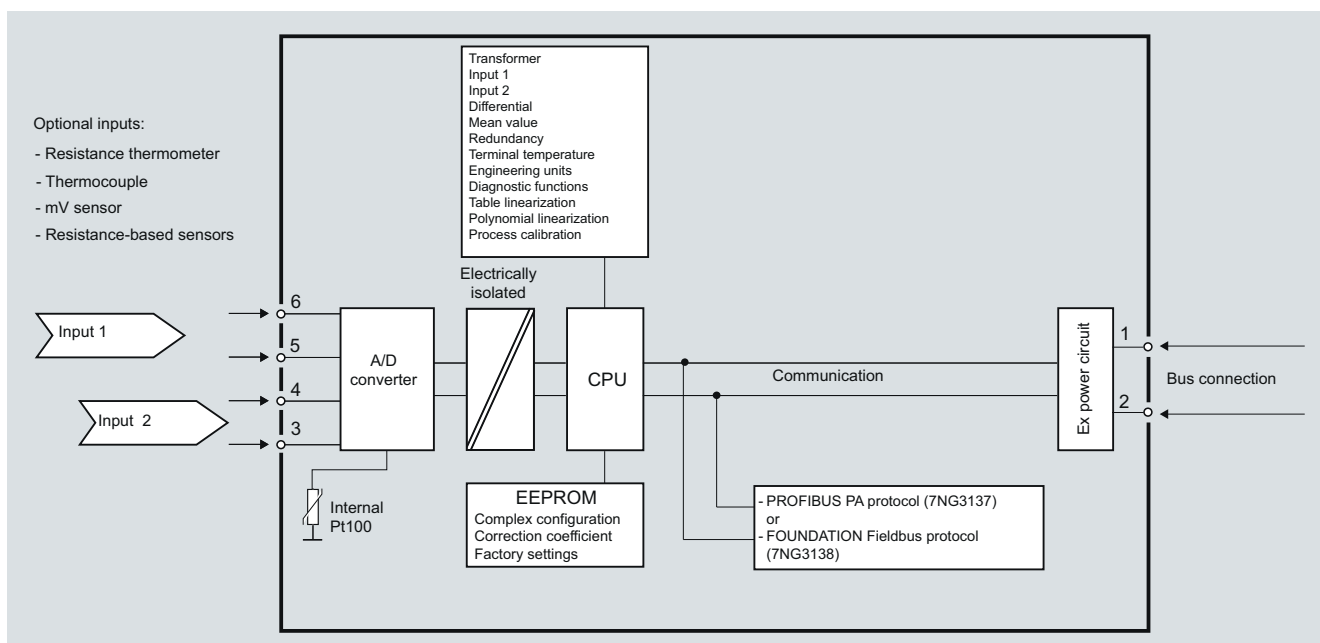 Transformer
Input 1
Input 2
Differential
Mean value
Redundancy
Terminal temperature
Engineering units
Diagnostic functions
Table linearization
Polynomial linearization
Process calibration
Optional inputs:
- Resistance thermometer
- Thermocouple
- mV sensor
- Resistance-based sensors
Electrically
isolated
6
5
4
3
Input 1
Input 2
A/D
converter
CPU
Communication
Ex power circuit
1
2
Bus connection
Internal
Pt100
EEPROM
Complex configuration
Correction coefficient
Factory settings
- PROFIBUS PA protocol (7NG3137)
or
- FOUNDATION Fieldbus protocol
(7NG3138)